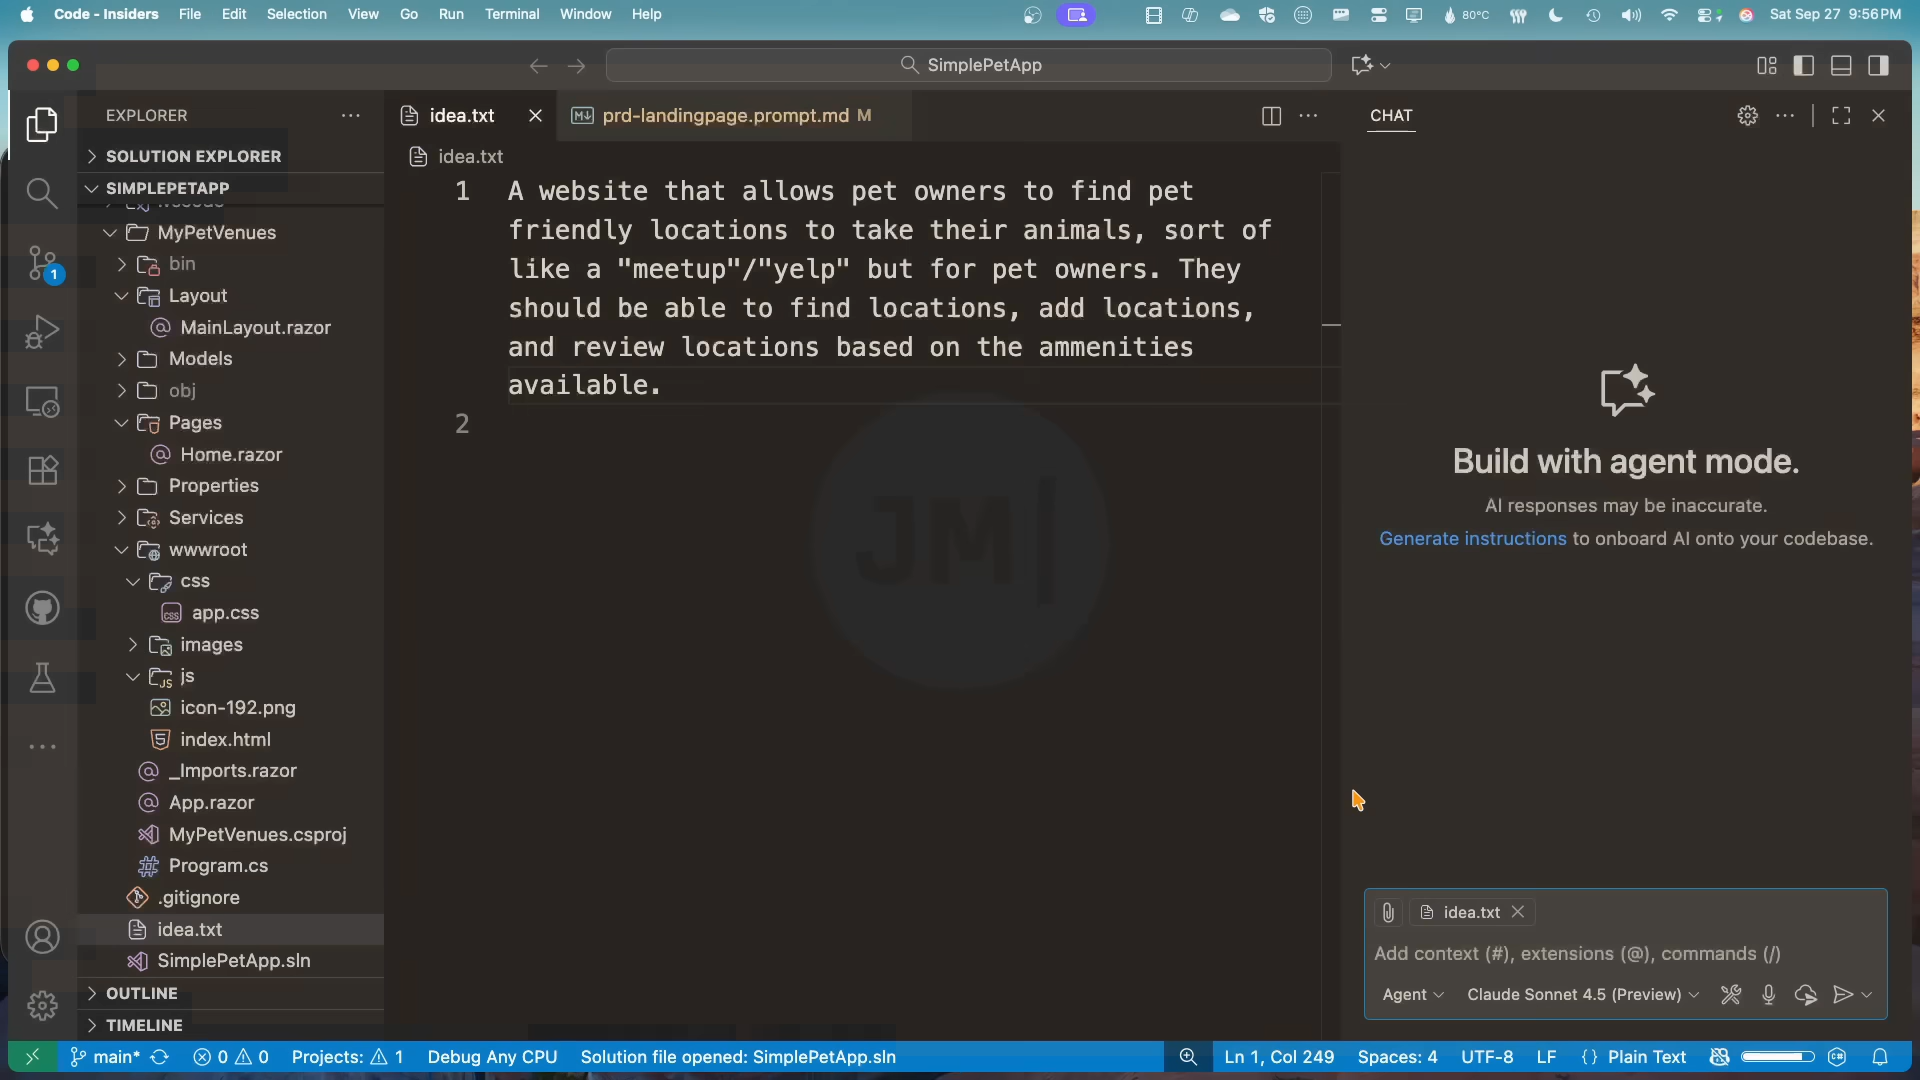 Code - Insiders File Edit Selection View Go Run Terminal Window Help 80°C Sat Sep 27 9:56 PM
SimplePetApp
EXPLORER
SOLUTION EXPLORER
SIMPLEPETAPP
MyPetVenues
bin
Layout
MainLayout.razor
Models
obj
Pages
Home.razor
Properties
Services
wwwroot
css
app.css
images
js
icon-192.png
index.html
_Imports.razor
App.razor
MyPetVenues.csproj
Program.cs
.gitignore
idea.txt
SimplePetApp.sln
OUTLINE
TIMELINE
1
idea.txt
prd-landingpage.prompt.md M
idea.txt
1 A website that allows pet owners to find pet
friendly locations to take their animals, sort of
like a "meetup"/"yelp" but for pet owners. They
should be able to find locations, add locations,
and review locations based on the ammenities
available.
2
JM
CHAT
Build with agent mode.
AI responses may be inaccurate.
Generate instructions to onboard AI onto your codebase.
idea.txt
Add context (#), extensions (@), commands (/)
Agent Claude Sonnet 4.5 (Preview)
main* 0 0 Projects: 1 Debug Any CPU Solution file opened: SimplePetApp.sln Ln 1, Col 249 Spaces: 4 UTF-8 LF {} Plain Text